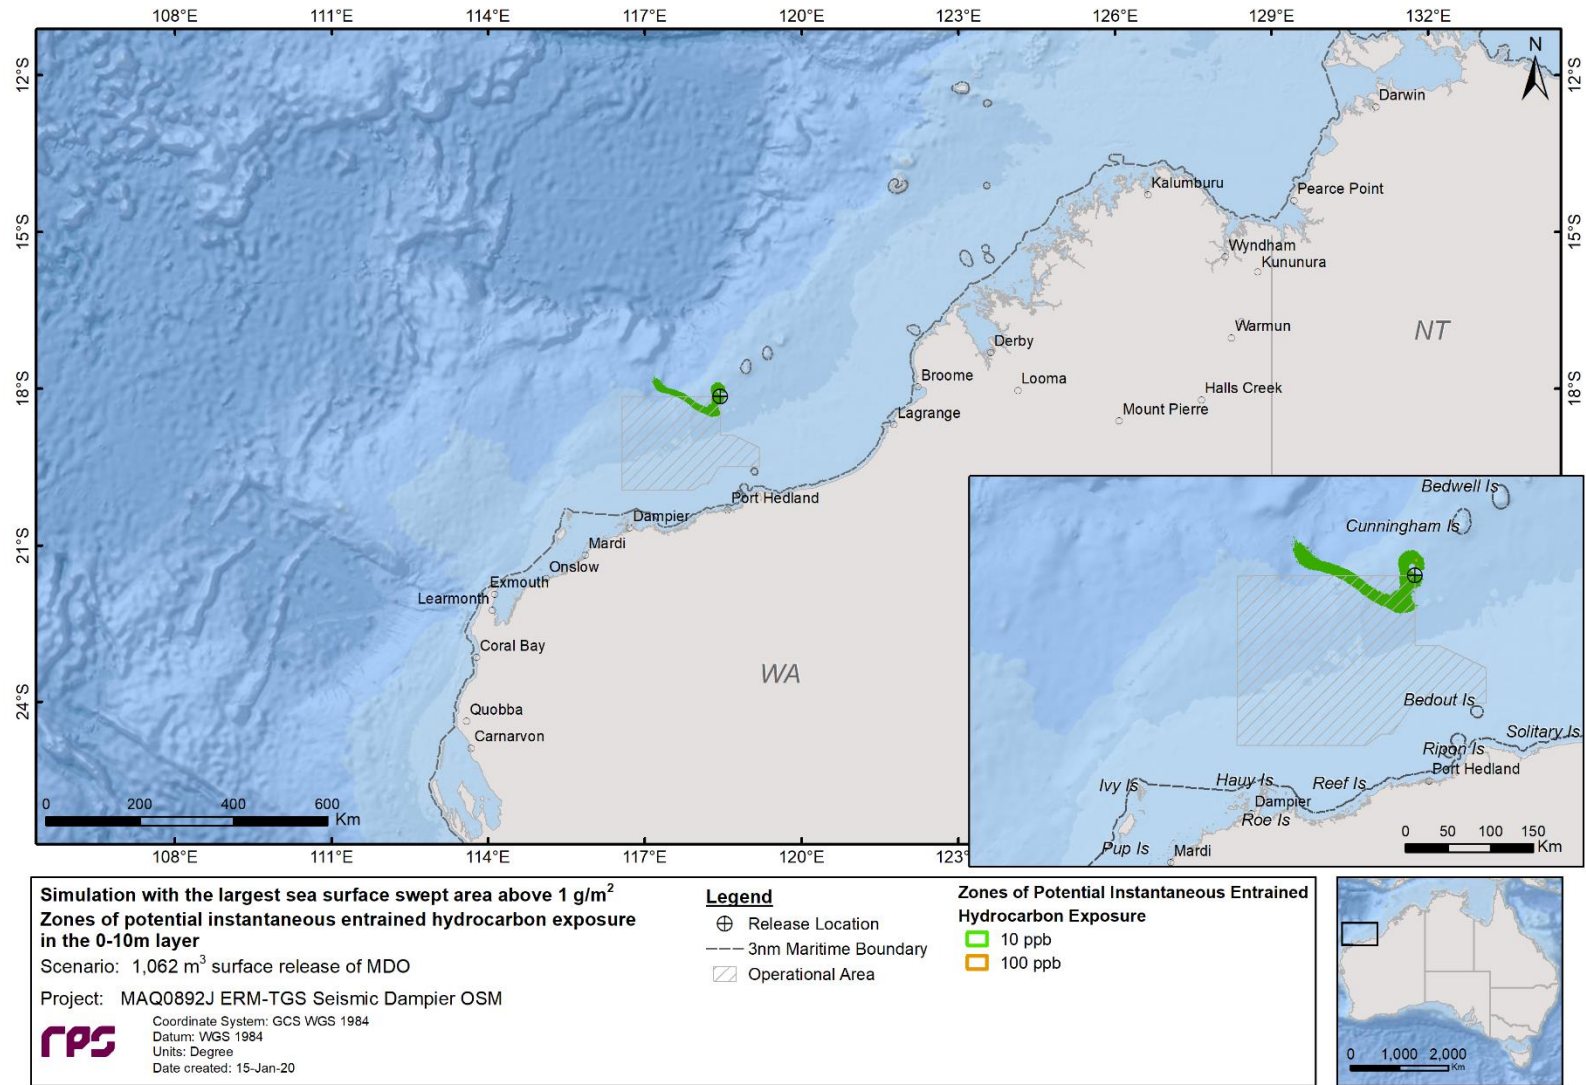 108°E 111°E 114°E 117°E 120°E 123°E 126°E 129°E 132°E
12°S
12°S
N
Darwin
Kalumburu
Pearce Point
15°S
15°S
Wyndham
Kununura
Warmun
NT
Derby
Broome
Looma
Halls Creek
18°S
18°S
Mount Pierre
Lagrange
Port Hedland
Dampier
21°S
21°S
Mardi
Onslow
Exmouth
Learmonth
Coral Bay
WA
24°S
24°S
Quobba
Carnarvon
0 200 400 600
Km
108°E 111°E 114°E 117°E 120°E 123°
Bedwell Is
Cunningham Is
Bedout Is
Solitary Is
Ripon Is
Port Hedland
Ivy Is
Hauy Is
Reef Is
Dampier
Roe Is
Pup Is
Mardi
0 50 100 150
Km
Simulation with the largest sea surface swept area above 1 g/m²
Zones of potential instantaneous entrained hydrocarbon exposure
in the 0-10m layer
Scenario: 1,062 m³ surface release of MDO
Project: MAQ0892J ERM-TGS Seismic Dampier OSM
rps
Coordinate System: GCS WGS 1984
Datum: WGS 1984
Units: Degree
Date created: 15-Jan-20
Legend
Release Location
3nm Maritime Boundary
Operational Area
Zones of Potential Instantaneous Entrained
Hydrocarbon Exposure
10 ppb
100 ppb
0 1,000 2,000
Km